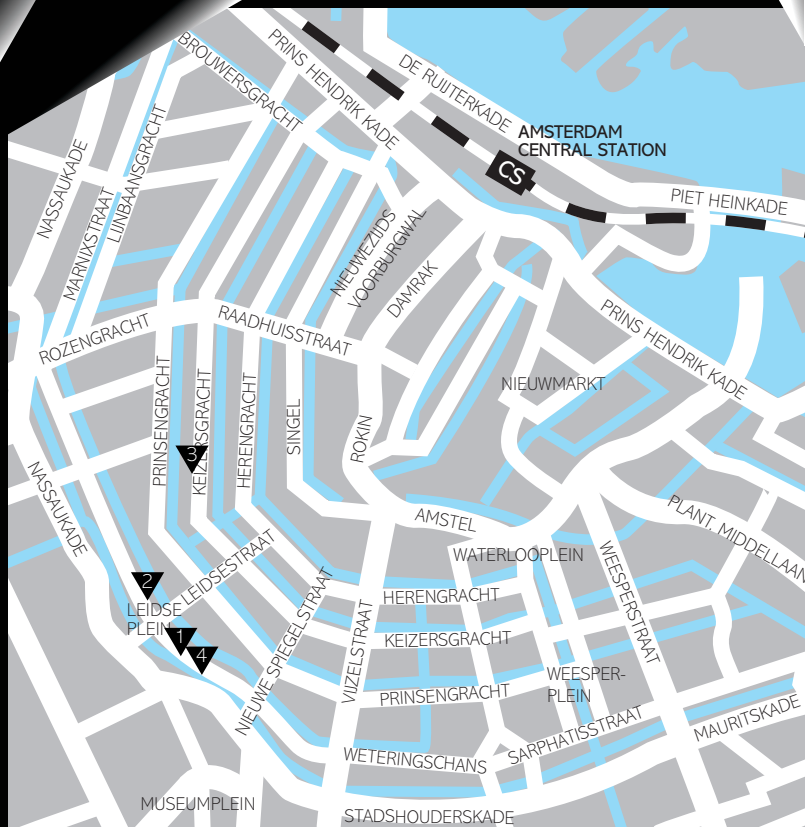 BROUWERSGRACHT
PRINS HENDRIK KADE
DE RUIJTERKADE
AMSTERDAM
CENTRAL STATION
CS
PIET HEINKADE
NASSAUKADE
MARNIXSTRAAT
LIJNBAANSGRACHT
NIEUWEZIJDS
VOORBURGWAL
DAMRAK
PRINS HENDRIK KADE
ROZENGRACHT
RAADHUISSTRAAT
NIEUWMARKT
PRINSENGRACHT
KEIZERSGRACHT
HERENGRACHT
SINGEL
ROKIN
3
NASSAUKADE
AMSTEL
PLANT. MIDDELLAAN
WATERLOOPLEIN
WEESPERSTRAAT
LEIDSESTRAAT
2
LEIDSE
PLEIN
1
4
NIEUWE SPIEGELSTRAAT
VIJZELSTRAAT
HERENGRACHT
KEIZERSGRACHT
PRINSENGRACHT
WEESPER-
PLEIN
SARPHATISSTRAAT
MAURITSKADE
WETERINGSCHANS
MUSEUMPLEIN
STADSHOUDERSKADE